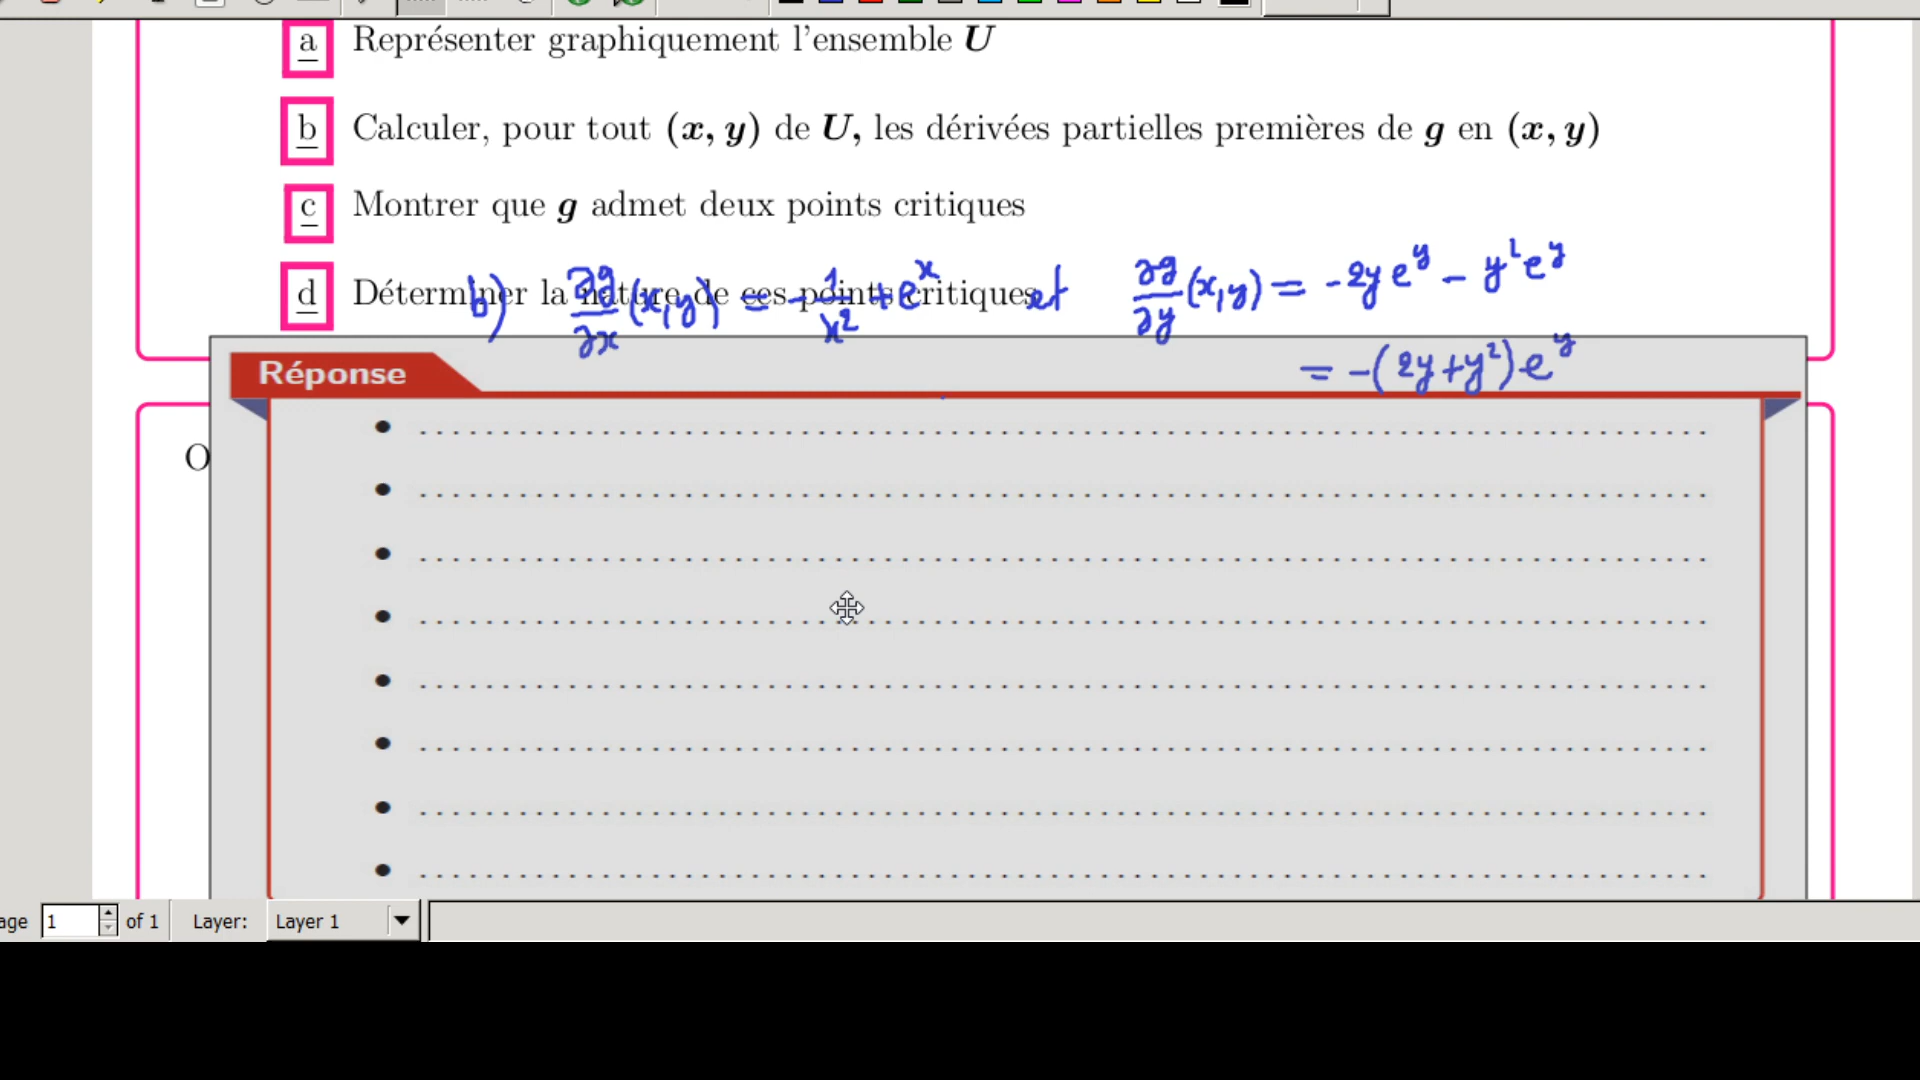 a Représenter graphiquement l'ensemble U
b Calculer, pour tout (x, y) de U, les dérivées partielles premières de g en (x, y)
c Montrer que g admet deux points critiques
d Déterminer la nature de ces points critiques
b) ∂g/∂x (x,y) = -1/x² + e^x et ∂g/∂y (x,y) = -2y e^y - y² e^y
= -(2y+y²) e^y
Réponse
O
age 1 of 1 Layer: Layer 1